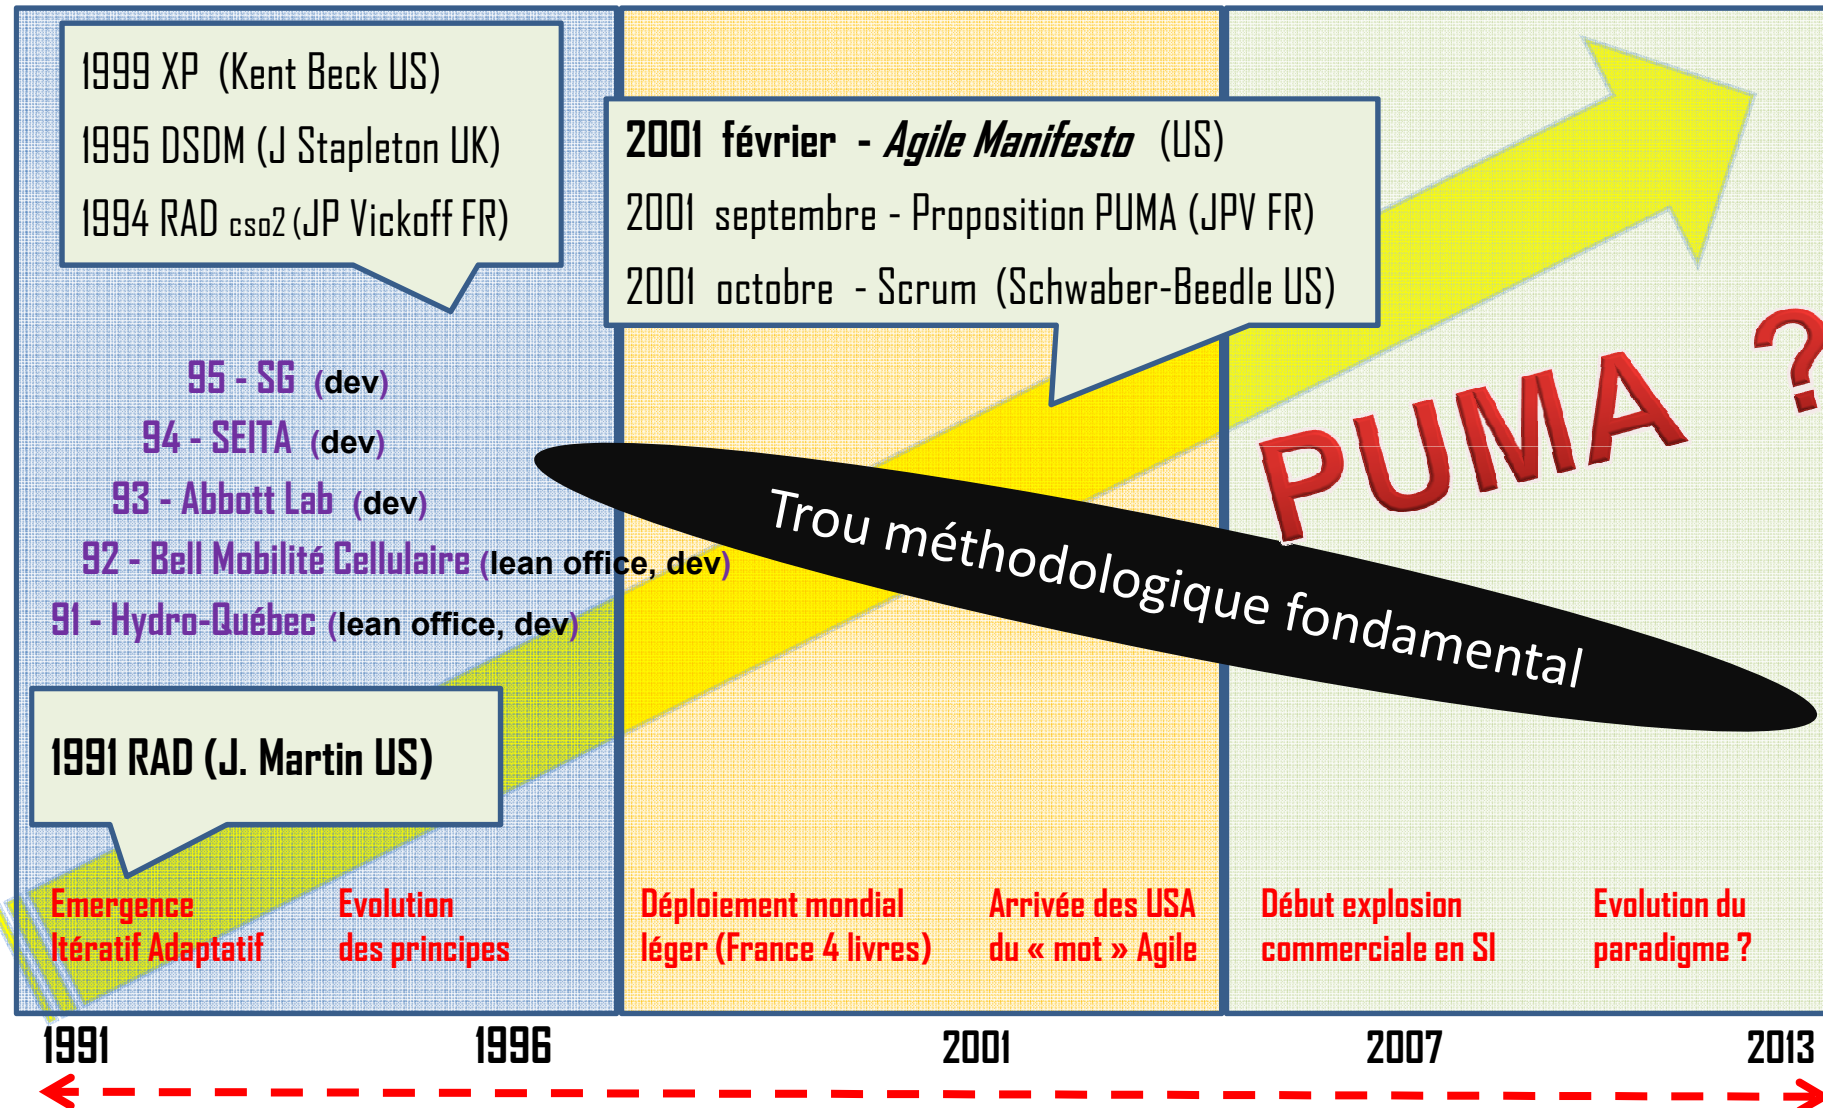 1999 XP (Kent Beck US)
1995 DSDM (J Stapleton UK)
1994 RAD cso2 (JP Vickoff FR)
2001 février - Agile Manifesto (US)
2001 septembre - Proposition PUMA (JPV FR)
2001 octobre - Scrum (Schwaber-Beedle US)
95 - SG (dev)
94 - SEITA (dev)
93 - Abbott Lab (dev)
92 - Bell Mobilité Cellulaire (lean office, dev)
91 - Hydro-Québec (lean office, dev)
PUMA ?
Trou méthodologique fondamental
1991 RAD (J. Martin US)
Emergence
Itératif Adaptatif
Evolution
des principes
Déploiement mondial
léger (France 4 livres)
Arrivée des USA
du « mot » Agile
Début explosion
commerciale en SI
Evolution du
paradigme ?
1991
1996
2001
2007
2013